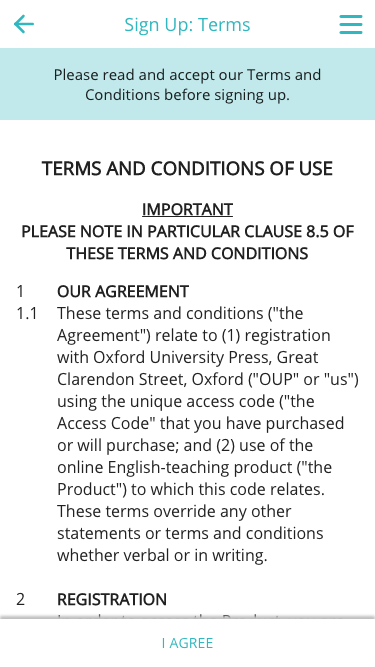 Sign Up: Terms
Please read and accept our Terms and
Conditions before signing up.
TERMS AND CONDITIONS OF USE
IMPORTANT
PLEASE NOTE IN PARTICULAR CLAUSE 8.5 OF
THESE TERMS AND CONDITIONS
1 OUR AGREEMENT
1.1 These terms and conditions ("the
Agreement") relate to (1) registration
with Oxford University Press, Great
Clarendon Street, Oxford ("OUP" or "us")
using the unique access code ("the
Access Code" that you have purchased
or will purchase; and (2) use of the
online English-teaching product ("the
Product") to which this code relates.
These terms override any other
statements or terms and conditions
whether verbal or in writing.
2 REGISTRATION
I AGREE